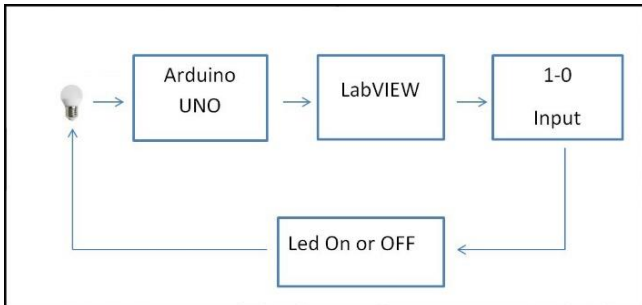 Arduino
UNO
LabVIEW
1-0
Input
Led On or OFF